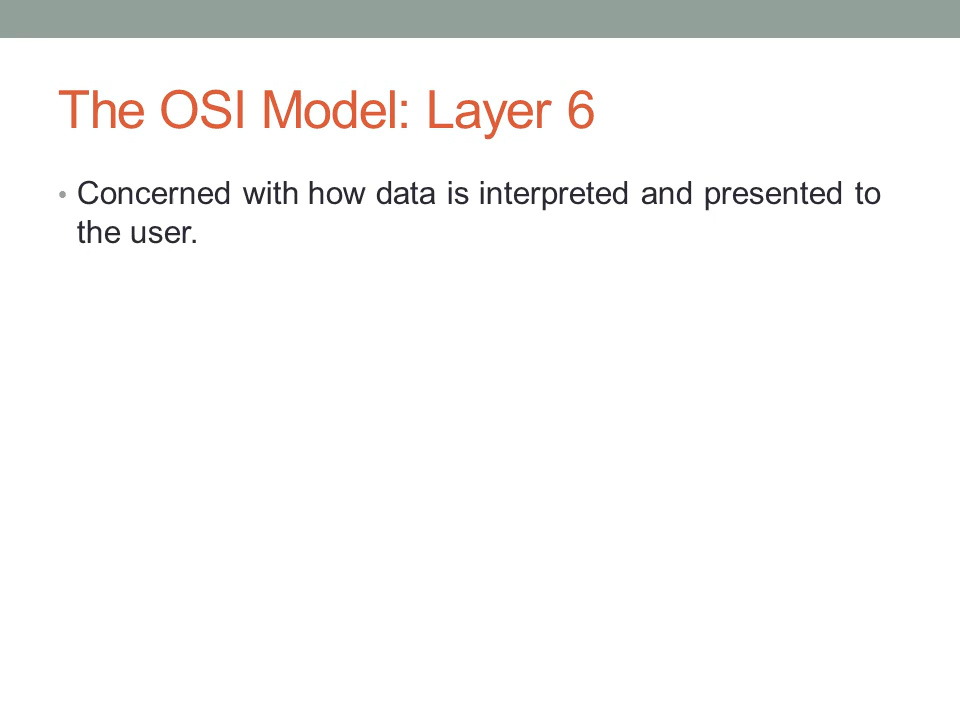 The OSI Model: Layer 6
• Concerned with how data is interpreted and presented to
the user.